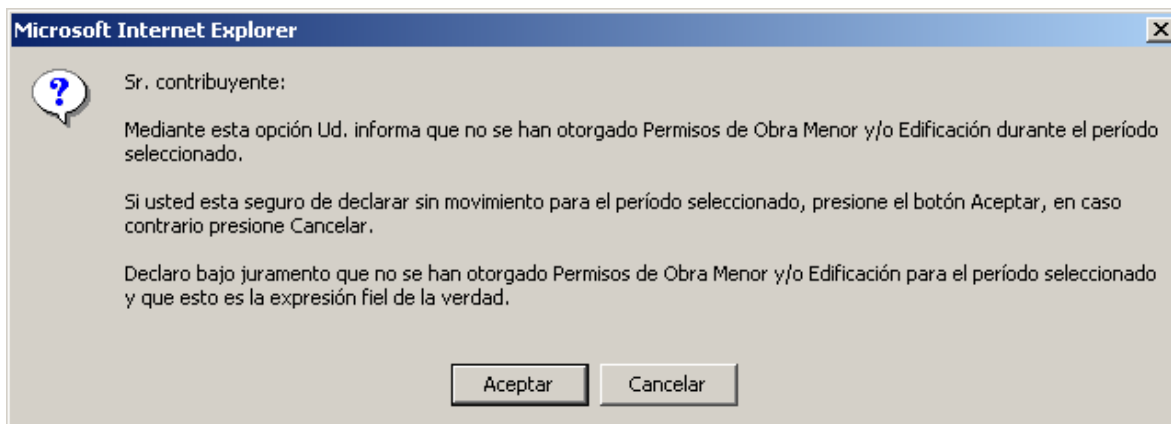 Microsoft Internet Explorer
Sr. contribuyente:
Mediante esta opción Ud. informa que no se han otorgado Permisos de Obra Menor y/o Edificación durante el período
seleccionado.
Si usted esta seguro de declarar sin movimiento para el período seleccionado, presione el botón Aceptar, en caso
contrario presione Cancelar.
Declaro bajo juramento que no se han otorgado Permisos de Obra Menor y/o Edificación para el período seleccionado
y que esto es la expresión fiel de la verdad.
Aceptar Cancelar